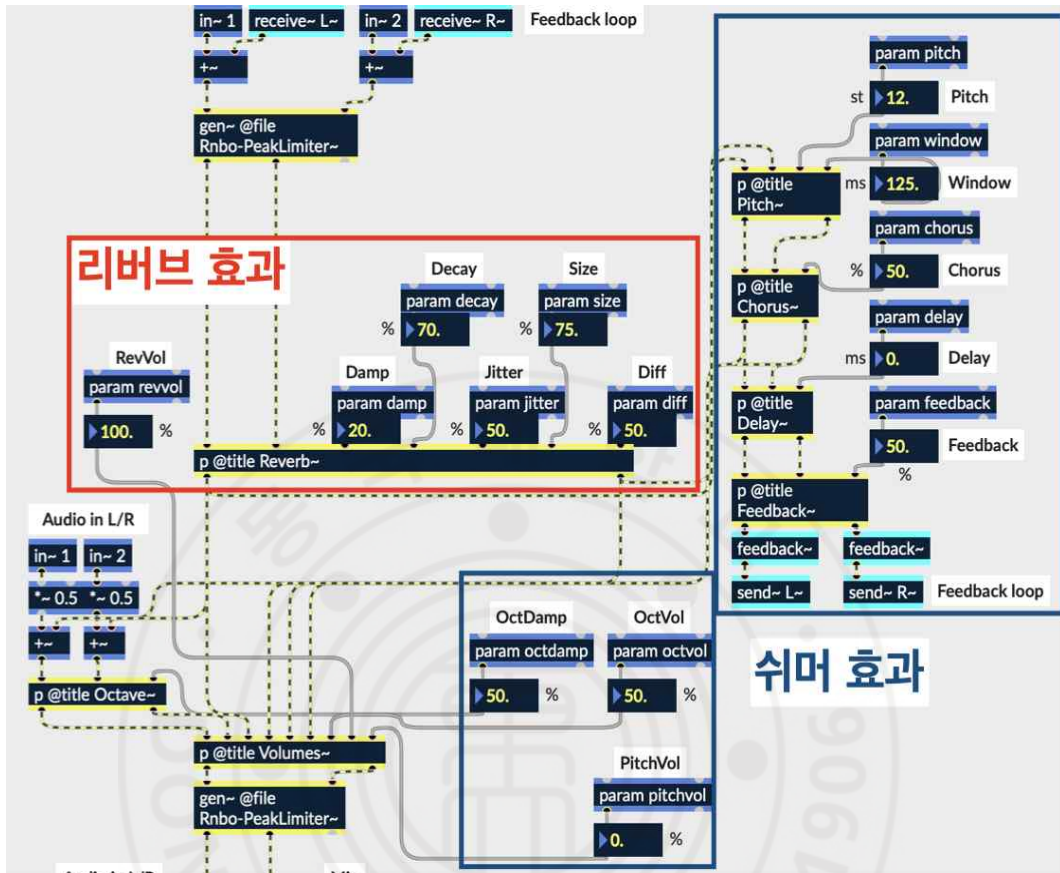 in~ 1
receive~ L~
in~ 2
receive~ R~
Feedback loop
+~
+~
gen~ @file
Rnbo-PeakLimiter~
리버브 효과
Decay
param decay
% 70.
Size
param size
% 75.
RevVol
param revvol
100. %
Damp
param damp
% 20.
Jitter
param jitter
50.
Diff
param diff
% 50.
p @title Reverb~
Audio in L/R
in~ 1
in~ 2
*~ 0.5
*~ 0.5
+~
+~
p @title Octave~
p @title Volumes~
gen~ @file
Rnbo-PeakLimiter~
OctDamp
param octdamp
50. %
OctVol
param octvol
50. %
PitchVol
param pitchvol
0. %
쉬머 효과
param pitch
st 12. Pitch
param window
ms 125. Window
p @title
Pitch~
param chorus
% 50. Chorus
p @title
Chorus~
param delay
ms 0. Delay
p @title
Delay~
param feedback
50. Feedback
%
p @title
Feedback~
feedback~
feedback~
send~ L~
send~ R~
Feedback loop
1906